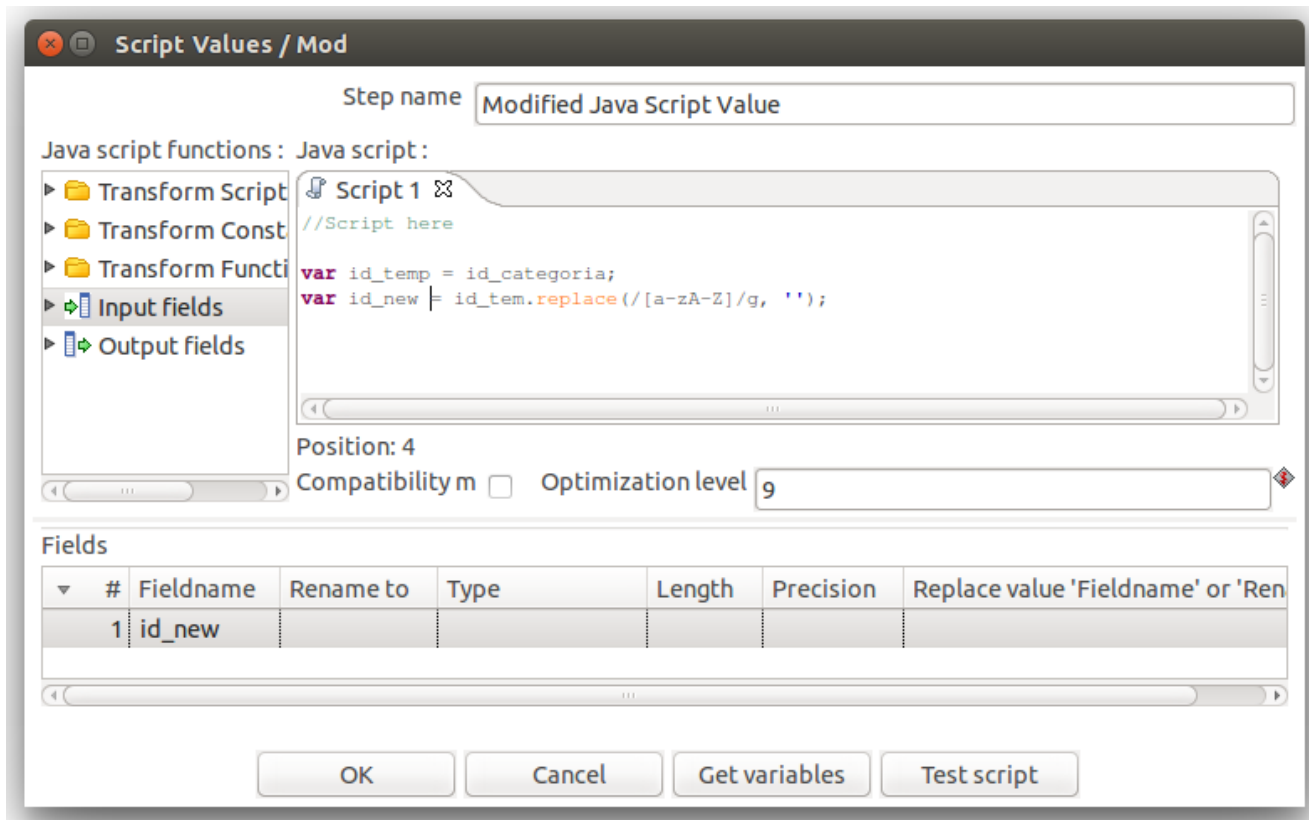 Script Values / Mod
Step name Modified Java Script Value
Java script functions : Java script :
Transform Script
Transform Const
Transform Functi
Input fields
Output fields
Script 1
//Script here
var id_temp = id_categoria;
var id_new = id_tem.replace(/[a-zA-Z]/g, '');
Position: 4
Compatibility m Optimization level 9
Fields
# Fieldname Rename to Type Length Precision Replace value 'Fieldname' or 'Ren
1 id_new
OK Cancel Get variables Test script